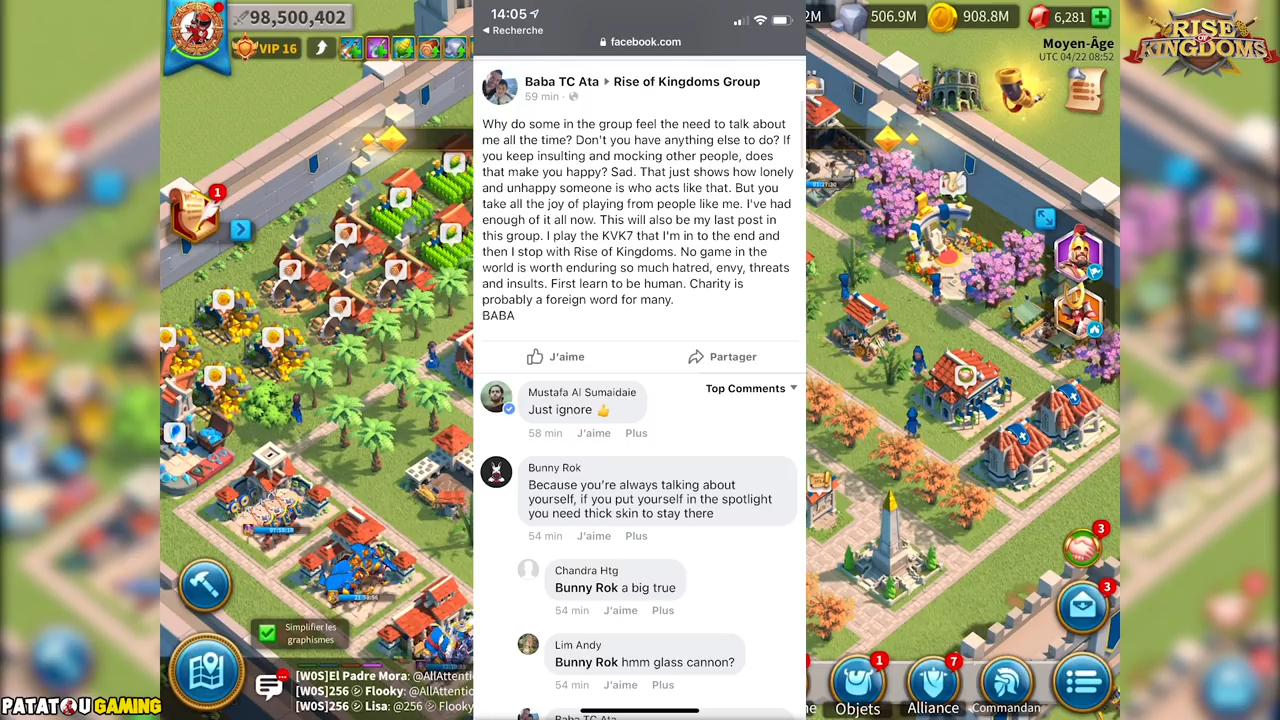 98,500,402
VIP 16
14:05
Recherche
facebook.com
2M
506.9M
908.8M
6,281
RISE OF KINGDOMS
Moyen-Âge
UTC 04/22 08:52
Baba TC Ata ▸ Rise of Kingdoms Group
59 min
Why do some in the group feel the need to talk about
me all the time? Don't you have anything else to do? If
you keep insulting and mocking other people, does
that make you happy? Sad. That just shows how lonely
and unhappy someone is who acts like that. But you
take all the joy of playing from people like me. I've had
enough of it all now. This will also be my last post in
this group. I play the KVK7 that I'm in to the end and
then I stop with Rise of Kingdoms. No game in the
world is worth enduring so much hatred, envy, threats
and insults. First learn to be human. Charity is
probably a foreign word for many.
BABA
J'aime
Partager
Mustafa Al Sumaidaie
Top Comments
Just ignore 👍
58 min J'aime Plus
Bunny Rok
Because you're always talking about
yourself, if you put yourself in the spotlight
you need thick skin to stay there
54 min J'aime Plus
Chandra Htg
Bunny Rok a big true
54 min J'aime Plus
Lim Andy
Bunny Rok hmm glass cannon?
54 min J'aime Plus
Baba TC Ata
1
3
3
Simplifier les
graphismes
[W0S]El Padre Mora: @AllAttentio
[W0S]256 Flooky: @AllAttenti
[W0S]256 Lisa: @256 Flooky
1
7
Objets
Alliance
Commandan
PATATOU GAMING